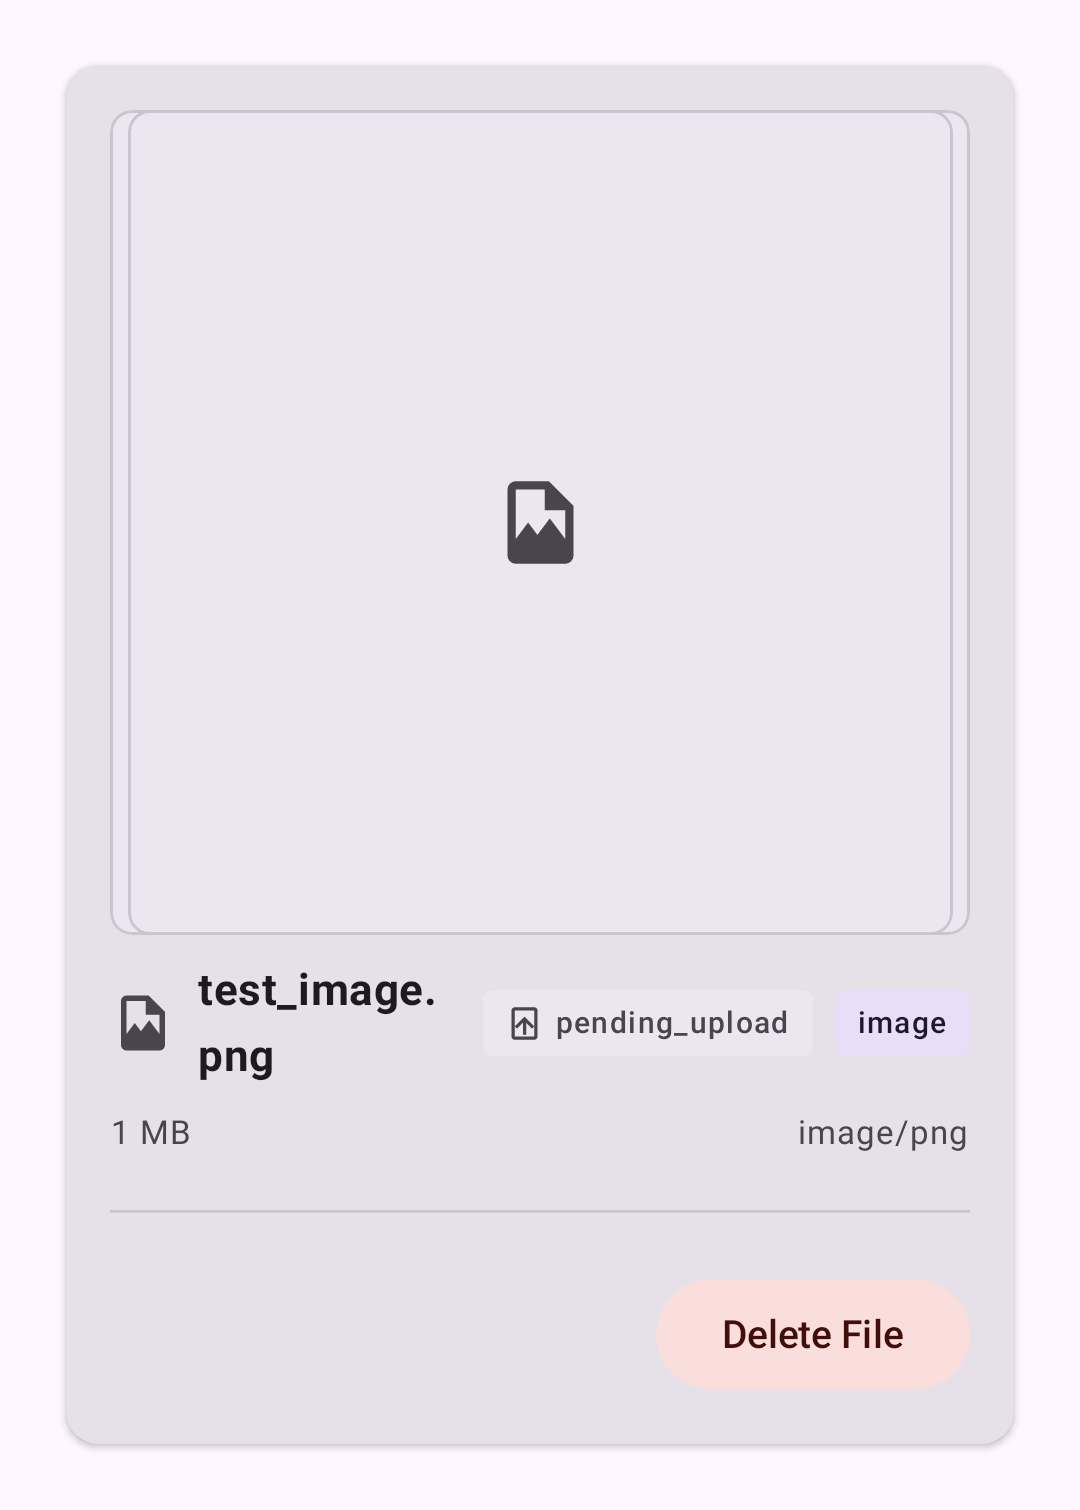 test_image.
png
pending_upload
image
1 MB
image/png
Delete File